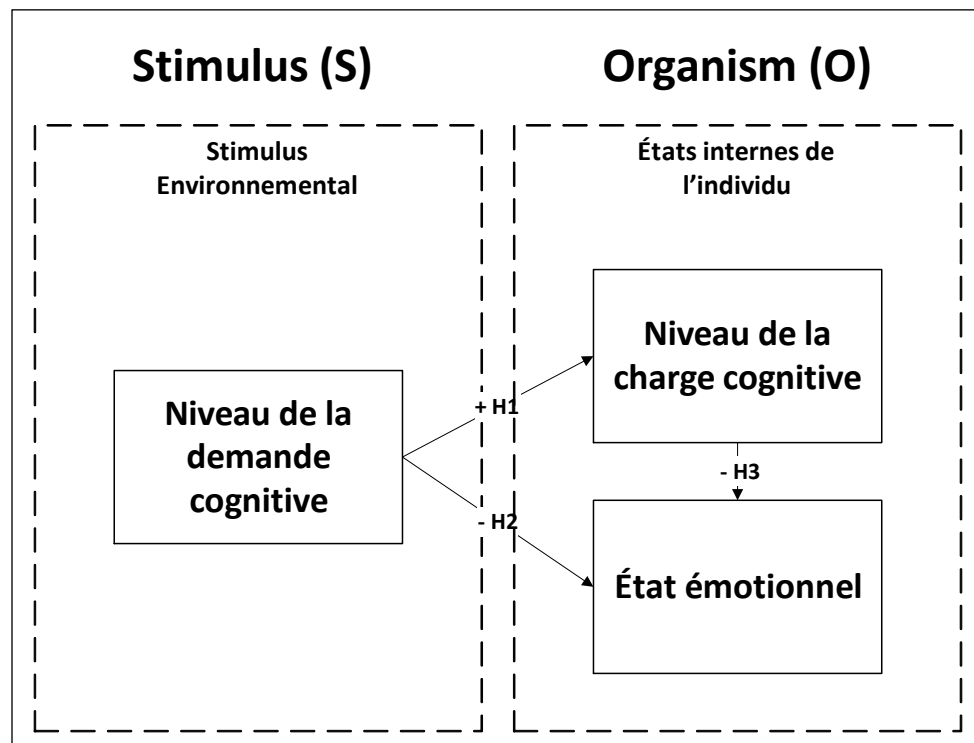 Stimulus (S)
Organism (O)
Stimulus
Environnemental
États internes de
l’individu
Niveau de la
demande
cognitive
+ H1
- H2
Niveau de la
charge cognitive
- H3
État émotionnel